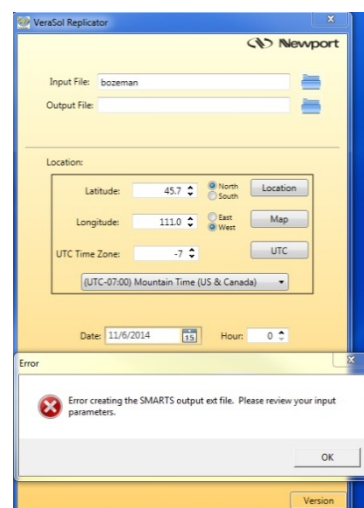 VeraSol Replicator
Newport
Input File: bozeman
Output File:
Location:
Latitude: 45.7 North South Location
Longitude: 111.0 East West Map
UTC Time Zone: -7 UTC
(UTC-07:00) Mountain Time (US & Canada)
Date: 11/6/2014 15 Hour: 0
Error
Error creating the SMARTS output ext file. Please review your input
parameters.
OK
Version